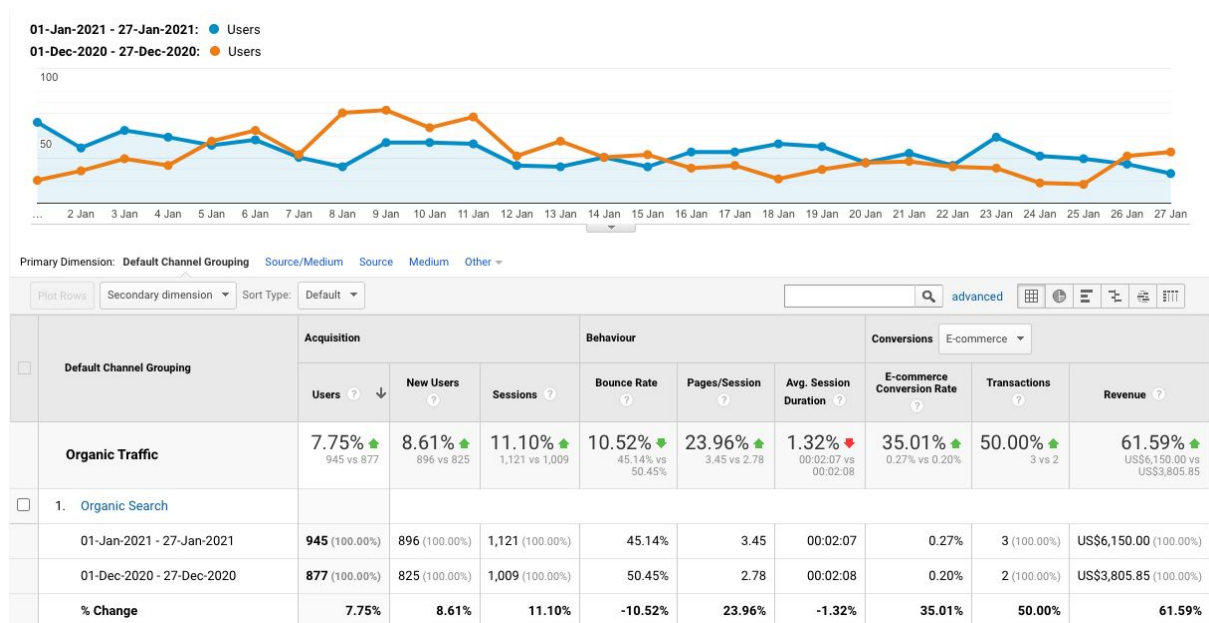 01-Jan-2021 - 27-Jan-2021: Users
01-Dec-2020 - 27-Dec-2020: Users
100
50
... 2 Jan 3 Jan 4 Jan 5 Jan 6 Jan 7 Jan 8 Jan 9 Jan 10 Jan 11 Jan 12 Jan 13 Jan 14 Jan 15 Jan 16 Jan 17 Jan 18 Jan 19 Jan 20 Jan 21 Jan 22 Jan 23 Jan 24 Jan 25 Jan 26 Jan 27 Jan
Primary Dimension: Default Channel Grouping Source/Medium Source Medium Other
Plot Rows Secondary dimension Sort Type: Default advanced
Default Channel Grouping
Acquisition Behaviour Conversions E-commerce
Users ? New Users ? Sessions ? Bounce Rate ? Pages/Session ? Avg. Session Duration ? E-commerce Conversion Rate ? Transactions ? Revenue ?
Organic Traffic
7.75% 8.61% 11.10% 10.52% 23.96% 1.32% 35.01% 50.00% 61.59%
945 vs 877 896 vs 825 1,121 vs 1,009 45.14% vs 50.45% 3.45 vs 2.78 00:02:07 vs 00:02:08 0.27% vs 0.20% 3 vs 2 US$6,150.00 vs US$3,805.85
1. Organic Search
01-Jan-2021 - 27-Jan-2021 945 (100.00%) 896 (100.00%) 1,121 (100.00%) 45.14% 3.45 00:02:07 0.27% 3 (100.00%) US$6,150.00 (100.00%)
01-Dec-2020 - 27-Dec-2020 877 (100.00%) 825 (100.00%) 1,009 (100.00%) 50.45% 2.78 00:02:08 0.20% 2 (100.00%) US$3,805.85 (100.00%)
% Change 7.75% 8.61% 11.10% -10.52% 23.96% -1.32% 35.01% 50.00% 61.59%